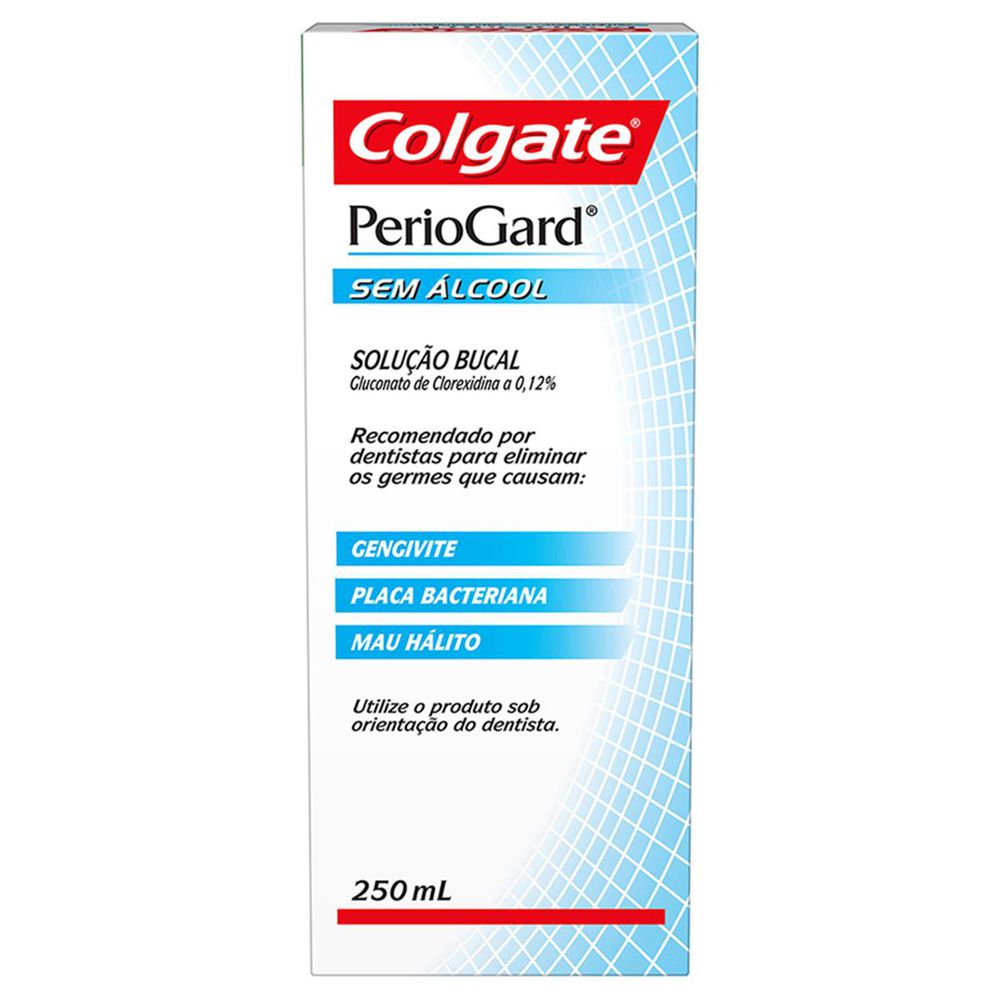 Colgate®
PerioGard®
SEM ÁLCOOL
SOLUÇÃO BUCAL
Gluconato de Clorexidina a 0,12%
Recomendado por
dentistas para eliminar
os germes que causam:
GENGIVITE
PLACA BACTERIANA
MAU HÁLITO
Utilize o produto sob
orientação do dentista.
250 mL